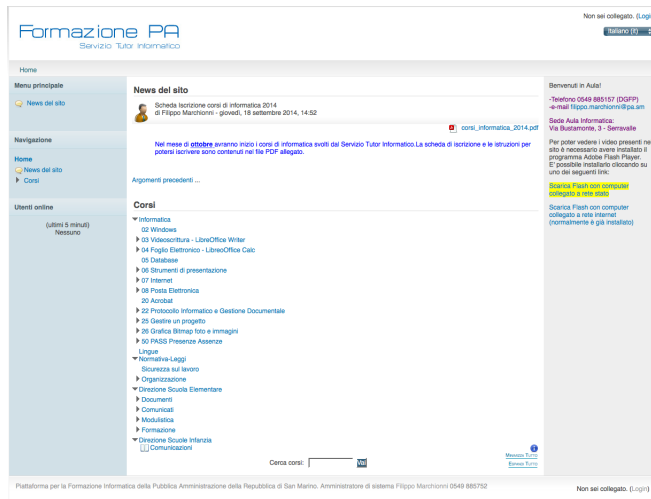 Non sei collegato. (Login
Italiano (it)
Formazione PA
Servizio Tutor Informatico
Home
Menu principale
News del sito
Navigazione
Home
News del sito
Corsi
Utenti online
(ultimi 5 minuti)
Nessuno
News del sito
Scheda Iscrizione corsi di informatica 2014
di Filippo Marchionni - giovedì, 18 settembre 2014, 14:52
corsi_informatica_2014.pdf
Nel mese di ottobre avranno inizio i corsi di informatica svolti dal Servizio Tutor Informatico.La scheda di iscrizione e le istruzioni per
potersi iscrivere sono contenuti nel file PDF allegato.
Argomenti precedenti ...
Corsi
Informatica
02 Windows
03 Videoscrittura - LibreOffice Writer
04 Foglio Elettronico - LibreoOffice Calc
05 Database
06 Strumenti di presentazione
07 Internet
08 Posta Elettronica
20 Acrobat
22 Protocollo Informatico e Gestione Documentale
25 Gestire un progetto
26 Grafica Bitmap foto e immagini
50 PASS Presenze Assenze
Lingue
Normativa-Leggi
Sicurezza sul lavoro
Organizzazione
Direzione Scuola Elementare
Documenti
Comunicati
Modulistica
Formazione
Direzione Scuole Infanzia
Comunicazioni
Minimizza Tutto
Espandi Tutto
Cerca corsi:
Vai
Benvenuti in Aula!
-Telefono 0549 885157 (DGFP)
-e-mail filippo.marchionni@pa.sm
Sede Aula Informatica:
Via Bustamonte, 3 - Serravalle
Per poter vedere i video presenti nel
sito è necessario avere installato il
programma Adobe Flash Player.
E' possibile installarlo cliccando su
uno dei seguenti link:
Scarica Flash con computer
collegato a rete stato
Scarica Flash con computer
collegato a rete internet
(normalmente è già installato)
Piattaforma per la Formazione Informatica della Pubblica Amministrazione della Repubblica di San Marino. Amministratore di sistema Filippo Marchionni 0549 885752
Non sei collegato. (Login)